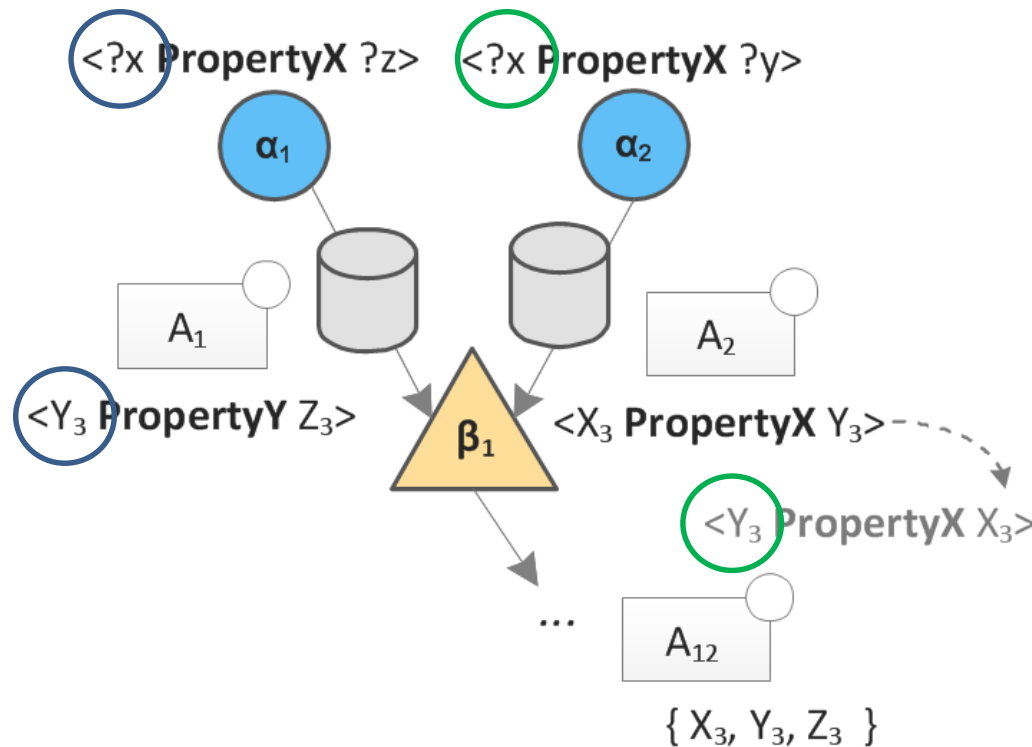 <?x PropertyX ?z> <?x PropertyX ?y>
α₁ α₂
A₁ A₂
<Y₃ PropertyY Z₃> β₁ <X₃ PropertyX Y₃>
<Y₃ PropertyX X₃>
...
A₁₂
{ X₃, Y₃, Z₃ }